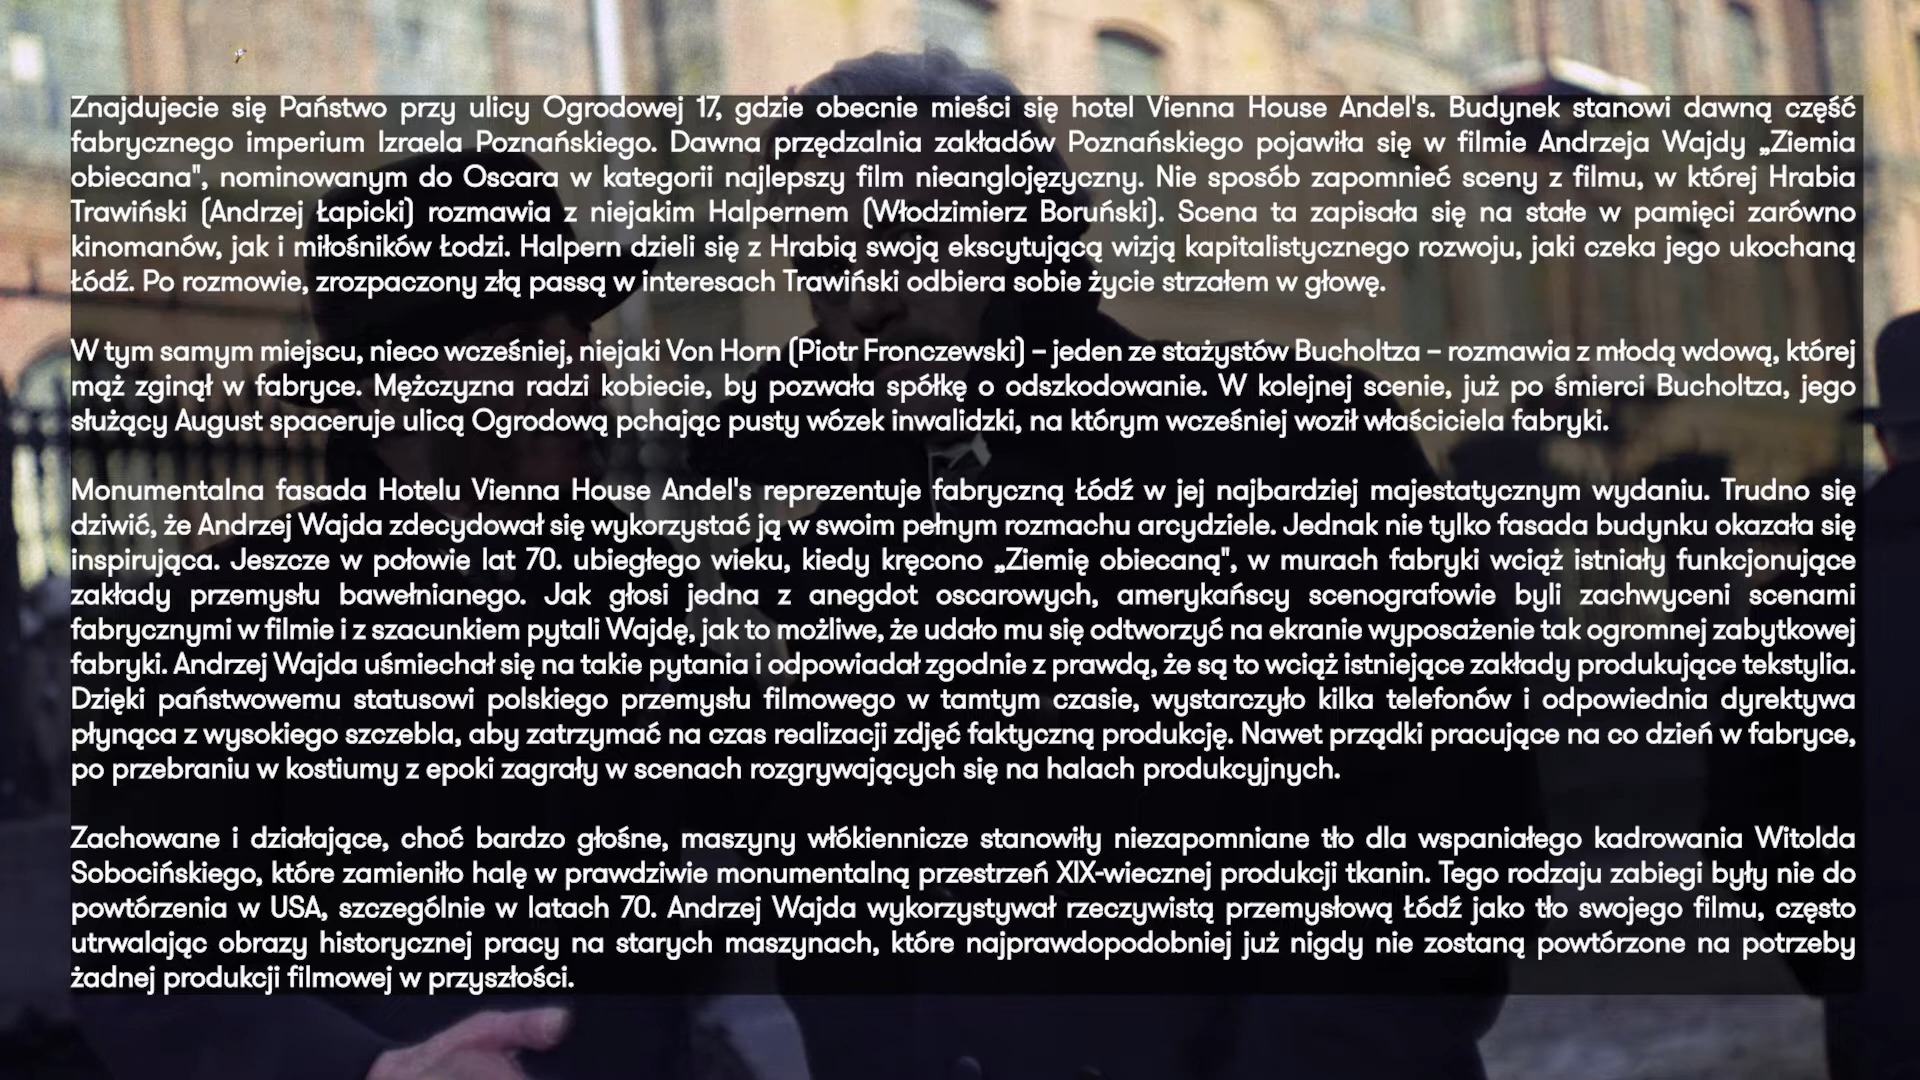 Znajdujecie się Państwo przy ulicy Ogrodowej 17, gdzie obecnie mieści się hotel Vienna House Andel's. Budynek stanowi dawną część
fabrycznego imperium Izraela Poznańskiego. Dawna przędzalnia zakładów Poznańskiego pojawiła się w filmie Andrzeja Wajdy „Ziemia
obiecana", nominowanym do Oscara w kategorii najlepszy film nieanglojęzyczny. Nie sposób zapomnieć sceny z filmu, w której Hrabia
Trawiński (Andrzej Łapicki) rozmawia z niejakim Halpernem (Włodzimierz Boruński). Scena ta zapisała się na stałe w pamięci zarówno
kinomanów, jak i miłośników Łodzi. Halpern dzieli się z Hrabią swoją ekscytującą wizją kapitalistycznego rozwoju, jaki czeka jego ukochaną
Łódź. Po rozmowie, zrozpaczony złą passą w interesach Trawiński odbiera sobie życie strzałem w głowę.
W tym samym miejscu, nieco wcześniej, niejaki Von Horn (Piotr Fronczewski) – jeden ze stażystów Bucholtza – rozmawia z młodą wdową, której
mąż zginął w fabryce. Mężczyzna radzi kobiecie, by pozwała spółkę o odszkodowanie. W kolejnej scenie, już po śmierci Bucholtza, jego
służący August spaceruje ulicą Ogrodową pchając pusty wózek inwalidzki, na którym wcześniej woził właściciela fabryki.
Monumentalna fasada Hotelu Vienna House Andel's reprezentuje fabryczną Łódź w jej najbardziej majestatycznym wydaniu. Trudno się
dziwić, że Andrzej Wajda zdecydował się wykorzystać ją w swoim pełnym rozmachu arcydziele. Jednak nie tylko fasada budynku okazała się
inspirująca. Jeszcze w połowie lat 70. ubiegłego wieku, kiedy kręcono „Ziemię obiecaną", w murach fabryki wciąż istniały funkcjonujące
zakłady przemysłu bawełnianego. Jak głosi jedna z anegdot oscarowych, amerykańscy scenografowie byli zachwyceni scenami
fabrycznymi w filmie i z szacunkiem pytali Wajdę, jak to możliwe, że udało mu się odtworzyć na ekranie wyposażenie tak ogromnej zabytkowej
fabryki. Andrzej Wajda uśmiechał się na takie pytania i odpowiadał zgodnie z prawdą, że są to wciąż istniejące zakłady produkujące tekstylia.
Dzięki państwowemu statusowi polskiego przemysłu filmowego w tamtym czasie, wystarczyło kilka telefonów i odpowiednia dyrektywa
płynąca z wysokiego szczebla, aby zatrzymać na czas realizacji zdjęć faktyczną produkcję. Nawet prządki pracujące na co dzień w fabryce,
po przebraniu w kostiumy z epoki zagrały w scenach rozgrywających się na halach produkcyjnych.
Zachowane i działające, choć bardzo głośne, maszyny włókiennicze stanowiły niezapomniane tło dla wspaniałego kadrowania Witolda
Sobocińskiego, które zamieniło halę w prawdziwie monumentalną przestrzeń XIX-wiecznej produkcji tkanin. Tego rodzaju zabiegi były nie do
powtórzenia w USA, szczególnie w latach 70. Andrzej Wajda wykorzystywał rzeczywistą przemysłową Łódź jako tło swojego filmu, często
utrwalając obrazy historycznej pracy na starych maszynach, które najprawdopodobniej już nigdy nie zostaną powtórzone na potrzeby
żadnej produkcji filmowej w przyszłości.